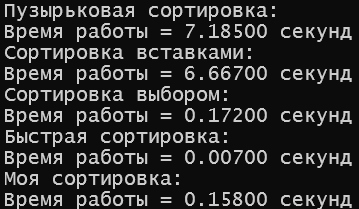 Пузырьковая сортировка:
Время работы = 7.18500 секунд
Сортировка вставками:
Время работы = 6.66700 секунд
Сортировка выбором:
Время работы = 0.17200 секунд
Быстрая сортировка:
Время работы = 0.00700 секунд
Моя сортировка:
Время работы = 0.15800 секунд